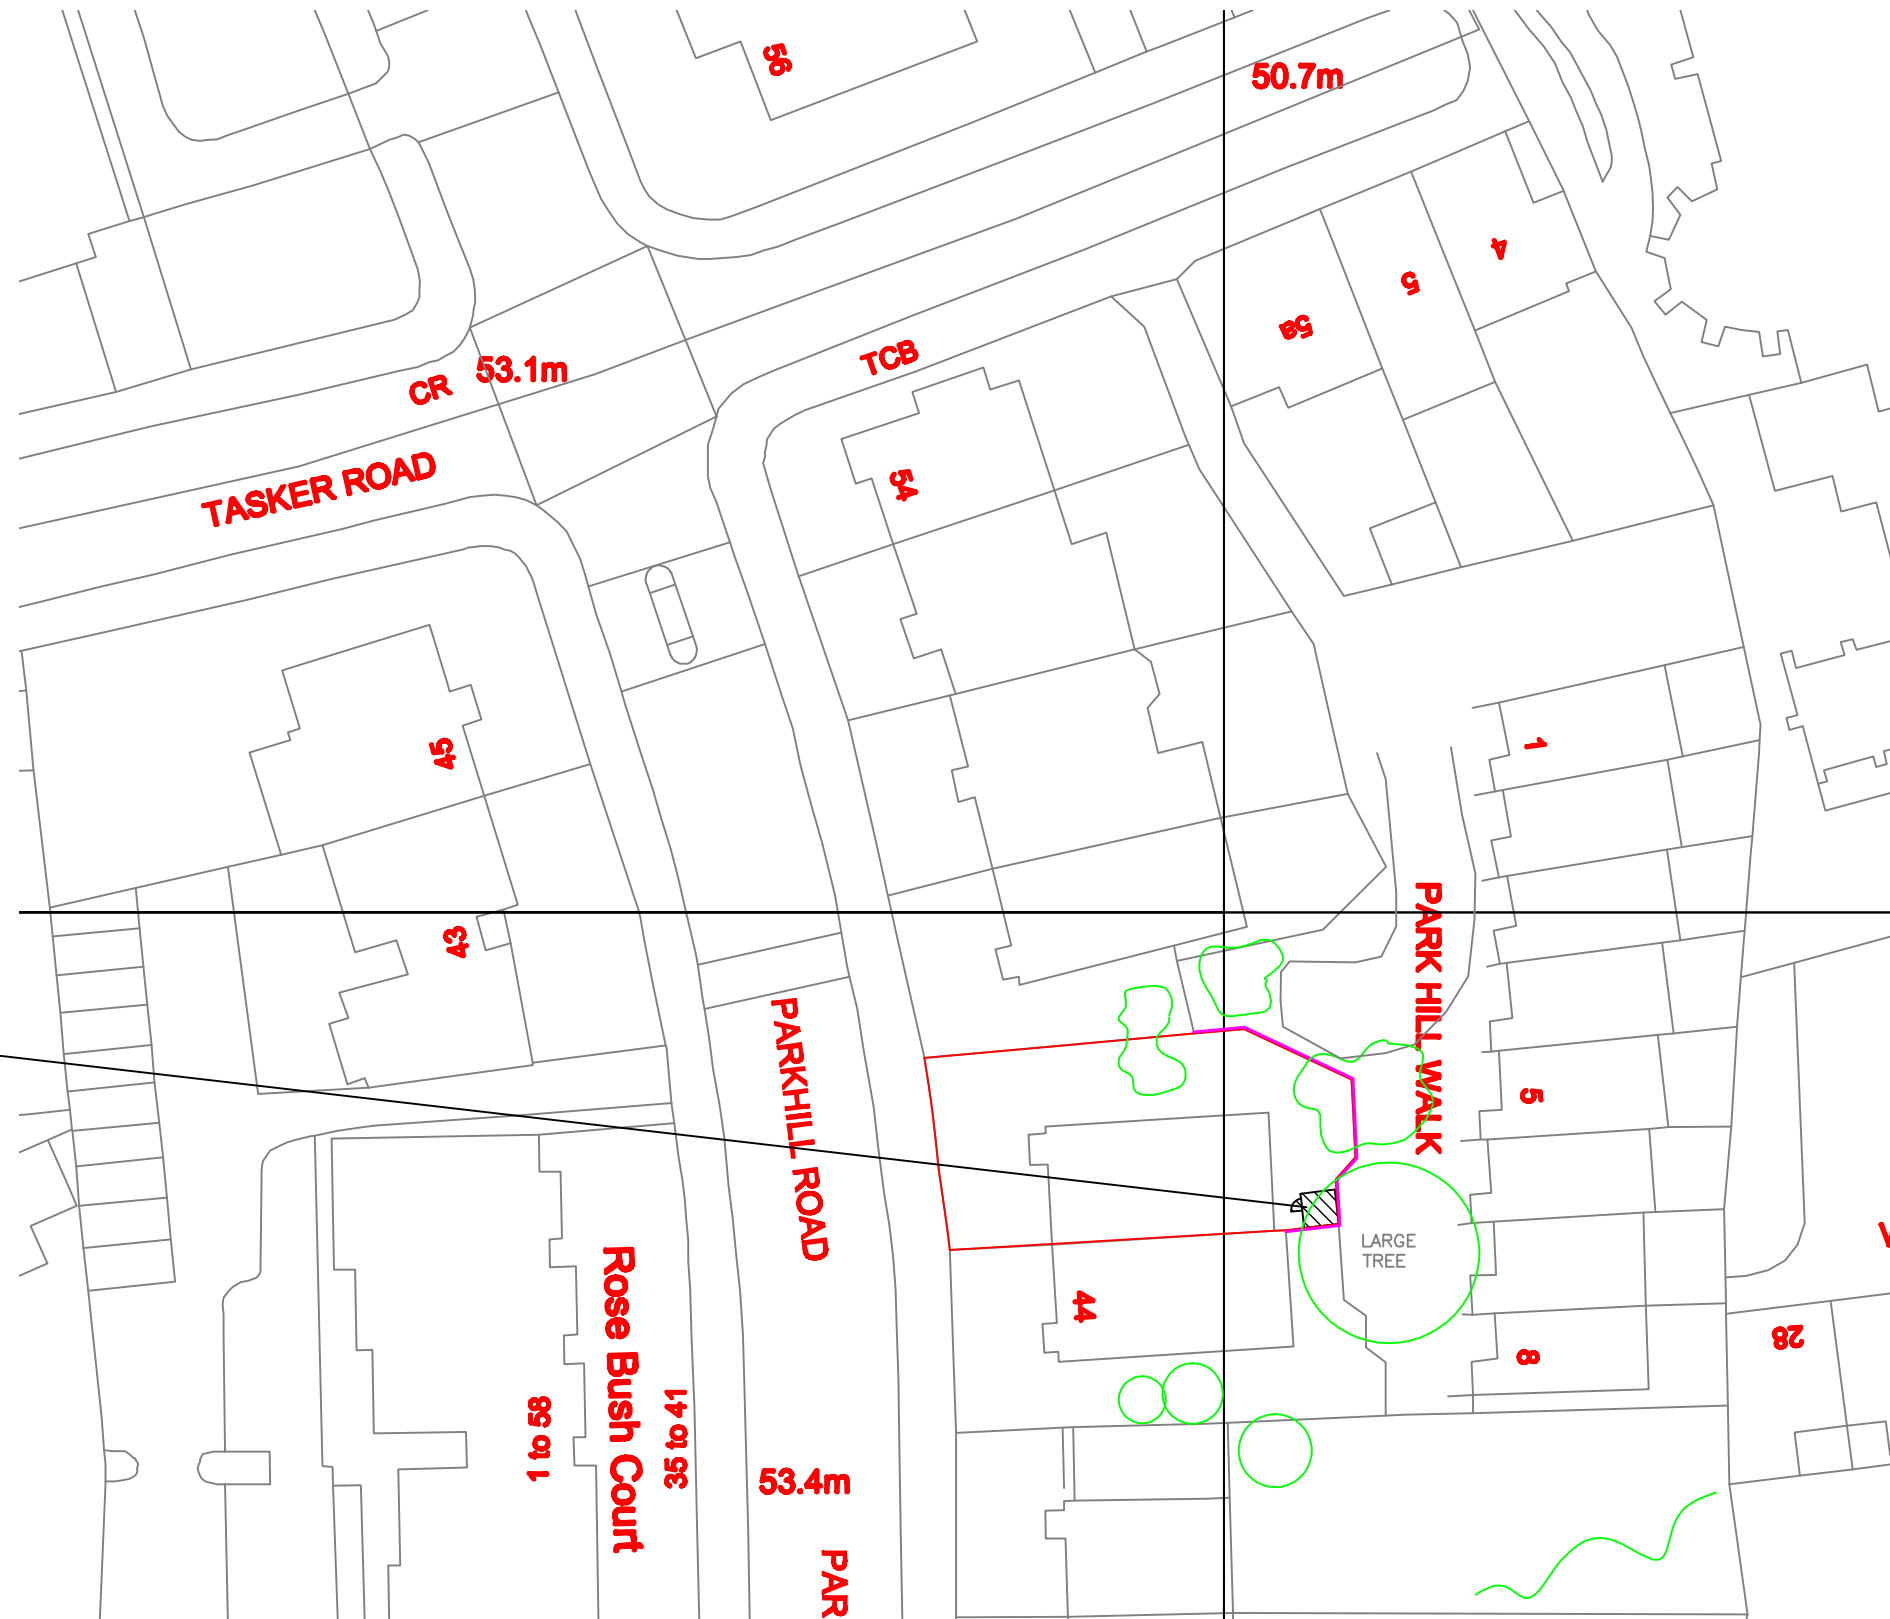 56
50.7m
4
5
5a
TCB
53.1m
CR
TASKER ROAD
54
45
1
43
PARK HILL WALK
PARKHILL ROAD
5
LARGE
TREE
44
28
8
Rose Bush Court
1 to 58
35 to 41
53.4m
PAR